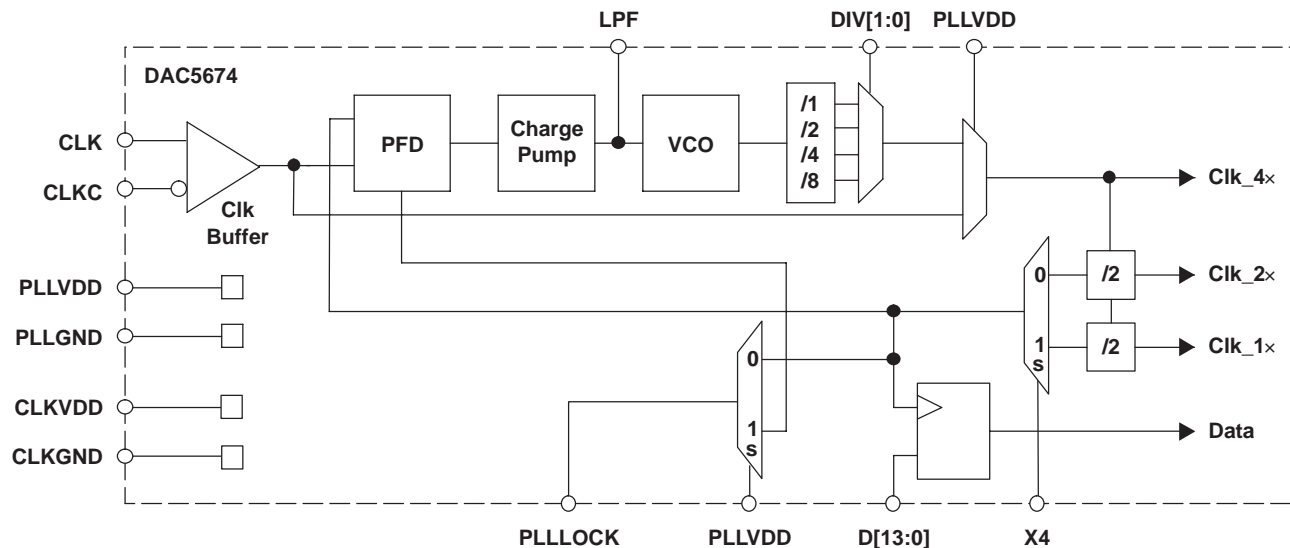 LPF
DIV[1:0]
PLLVDD
DAC5674
CLK
CLKC
Clk
Buffer
PFD
Charge
Pump
VCO
/1
/2
/4
/8
Clk_4×
PLLVDD
PLLGND
CLKVDD
CLKGND
0
/2
Clk_2×
1
s
/2
Clk_1×
0
1
s
Data
PLLLOCK
PLLVDD
D[13:0]
X4